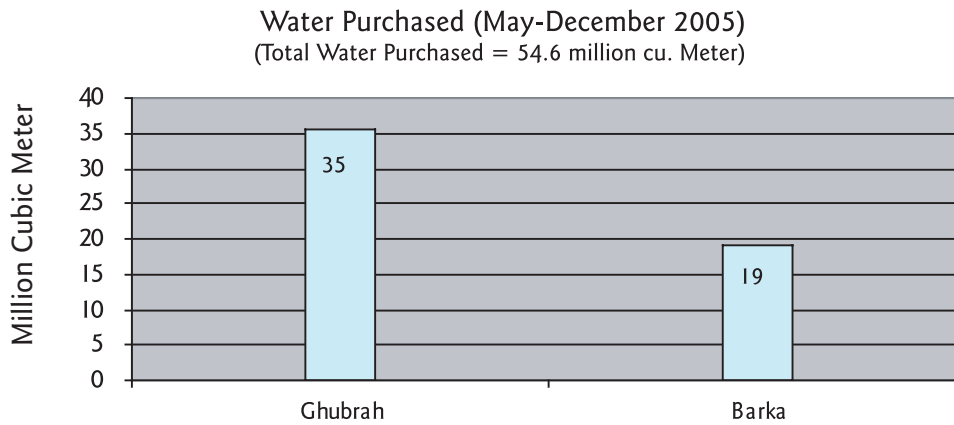 Water Purchased (May-December 2005)
(Total Water Purchased = 54.6 million cu. Meter)
Million Cubic Meter
40
35
30
25
20
15
10
5
0
35
19
Ghubrah
Barka